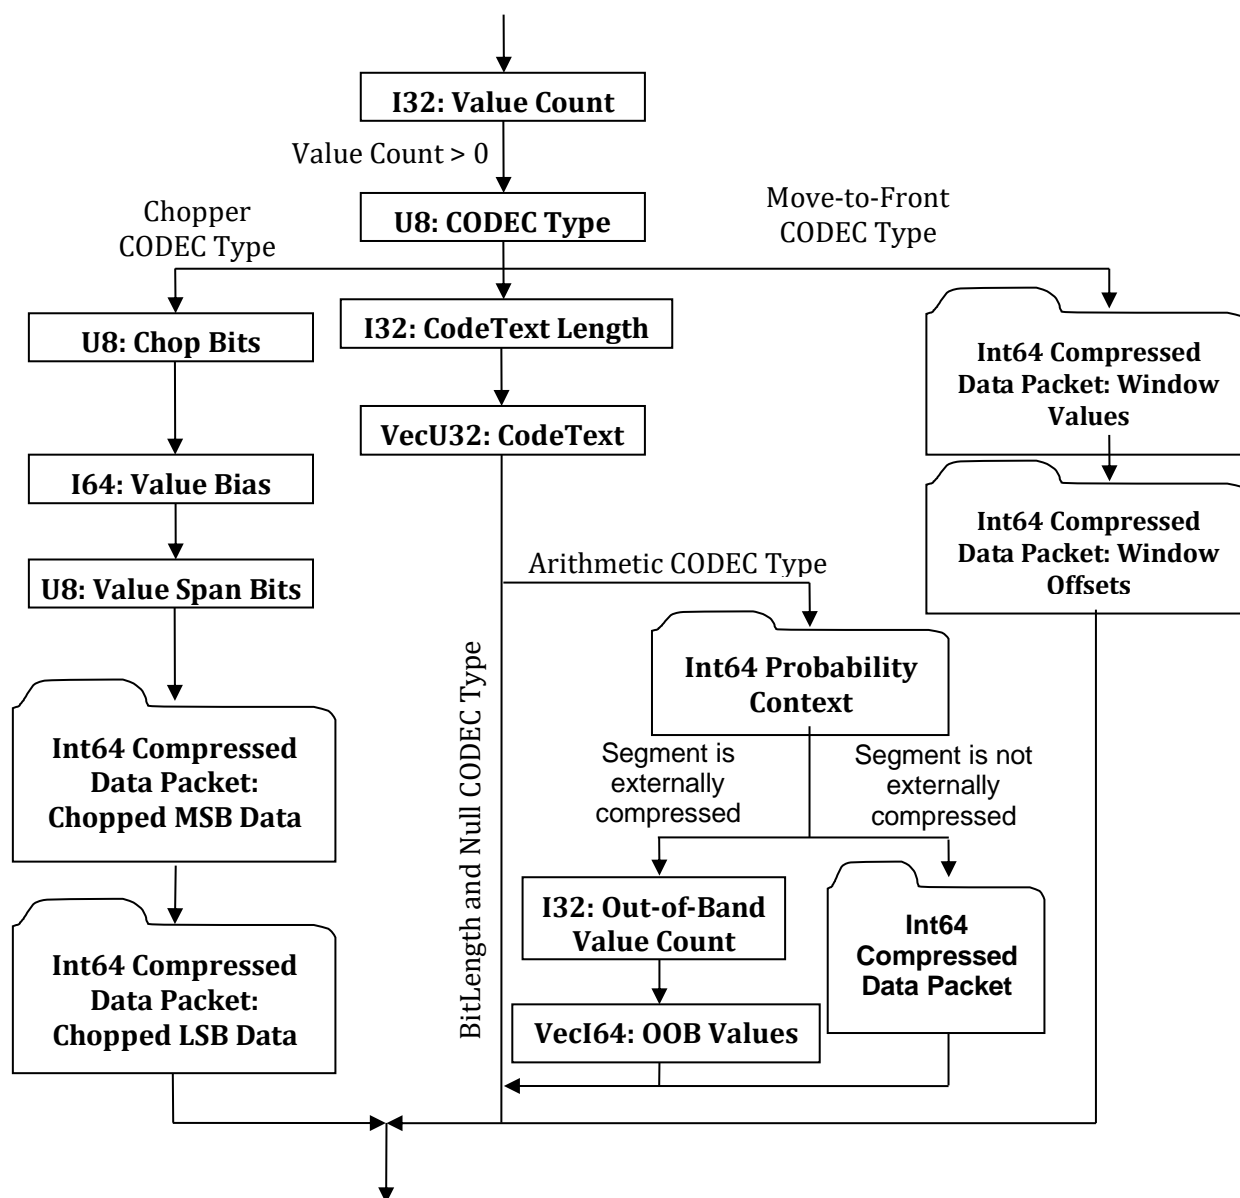 I32: Value Count
Value Count > 0
U8: CODEC Type
Chopper
CODEC Type
Move-to-Front
CODEC Type
U8: Chop Bits
I64: Value Bias
U8: Value Span Bits
Int64 Compressed
Data Packet:
Chopped MSB Data
Int64 Compressed
Data Packet:
Chopped LSB Data
I32: CodeText Length
VecU32: CodeText
BitLength and Null CODEC Type
Arithmetic CODEC Type
Int64 Probability
Context
Segment is
externally
compressed
Segment is not
externally
compressed
I32: Out-of-Band
Value Count
VecI64: OOB Values
Int64
Compressed
Data Packet
Int64 Compressed
Data Packet: Window
Values
Int64 Compressed
Data Packet: Window
Offsets